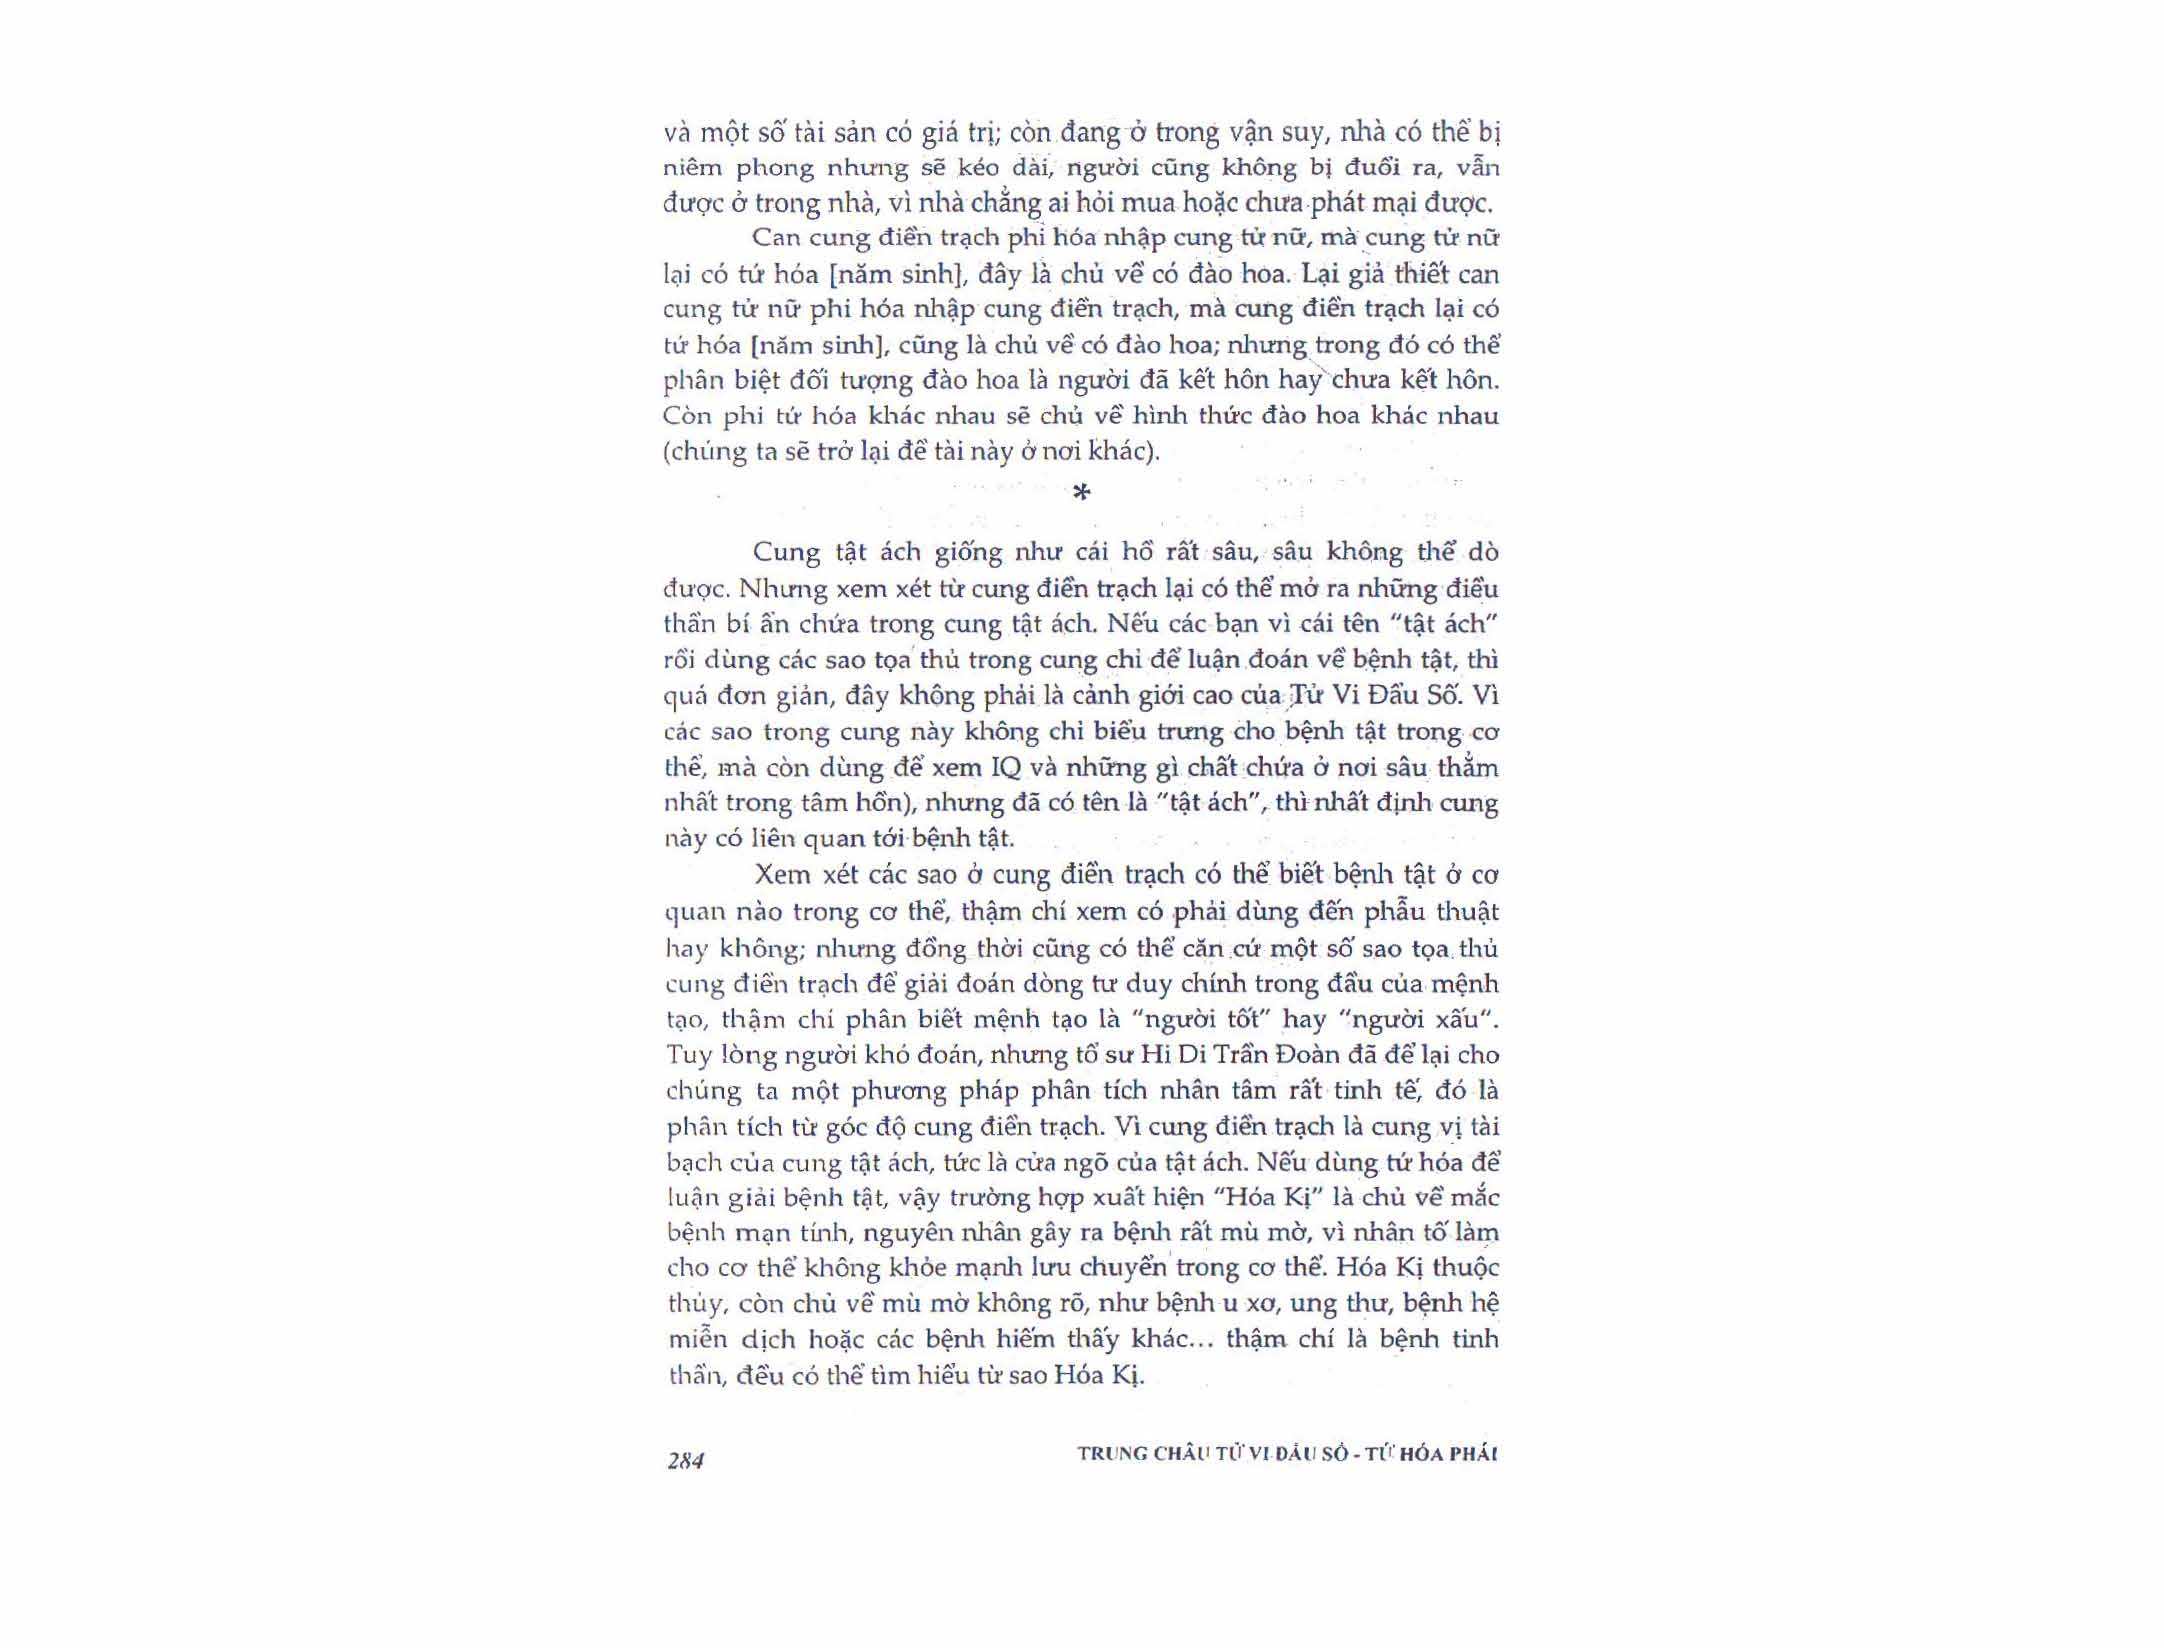 và một số tài sản có giá trị; còn đang ở trong vận suy, nhà có thể bị
niêm phong nhưng sẽ kéo dài, người cũng không bị đuổi ra, vẫn
được ở trong nhà, vì nhà chẳng ai hỏi mua hoặc chưa phát mại được.
Can cung điền trạch phi hóa nhập cung tử nữ, mà cung tử nữ
lại có tứ hóa [năm sinh], đây là chủ về có đào hoa. Lại giả thiết can
cung tử nữ phi hóa nhập cung điền trạch, mà cung điền trạch lại có
tứ hóa [năm sinh], cũng là chủ về có đào hoa; nhưng trong đó có thể
phân biệt đối tượng đào hoa là người đã kết hôn hay chưa kết hôn.
Còn phi tứ hóa khác nhau sẽ chủ về hình thức đào hoa khác nhau
(chúng ta sẽ trở lại đề tài này ở nơi khác).
*
Cung tật ách giống như cái hồ rất sâu, sâu không thể dò
được. Nhưng xem xét từ cung điền trạch lại có thể mở ra những điều
thần bí ẩn chứa trong cung tật ách. Nếu các bạn vì cái tên "tật ách"
rồi dùng các sao tọa thủ trong cung chỉ để luận đoán về bệnh tật, thì
quá đơn giản, đây không phải là cảnh giới cao của Tử Vi Đẩu Số. Vì
các sao trong cung này không chỉ biểu trưng cho bệnh tật trong cơ
thể, mà còn dùng để xem IQ và những gì chất chứa ở nơi sâu thẳm
nhất trong tâm hồn), nhưng đã có tên là "tật ách", thì nhất định cung
này có liên quan tới bệnh tật.
Xem xét các sao ở cung điền trạch có thể biết bệnh tật ở cơ
quan nào trong cơ thể, thậm chí xem có phải dùng đến phẫu thuật
hay không; nhưng đồng thời cũng có thể căn cứ một số sao tọa thủ
cung điền trạch để giải đoán dòng tư duy chính trong đầu của mệnh
tạo, thậm chí phân biết mệnh tạo là "người tốt" hay "người xấu".
Tuy lòng người khó đoán, nhưng tổ sư Hi Di Trần Đoàn đã để lại cho
chúng ta một phương pháp phân tích nhân tâm rất tinh tế, đó là
phân tích từ góc độ cung điền trạch. Vì cung điền trạch là cung vị tài
bạch của cung tật ách, tức là cửa ngõ của tật ách. Nếu dùng tứ hóa để
luận giải bệnh tật, vậy trường hợp xuất hiện "Hóa Kị" là chủ về mắc
bệnh mạn tính, nguyên nhân gây ra bệnh rất mù mờ, vì nhân tố làm
cho cơ thể không khỏe mạnh lưu chuyển trong cơ thể. Hóa Kị thuộc
thủy, còn chủ về mù mờ không rõ, như bệnh u xơ, ung thư, bệnh hệ
miễn dịch hoặc các bệnh hiếm thấy khác... thậm chí là bệnh tinh
thần, đều có thể tìm hiểu từ sao Hóa Kị.
284
TRUNG CHÂU TỬ VI ĐẨU SỐ - TỨ HÓA PHÁI